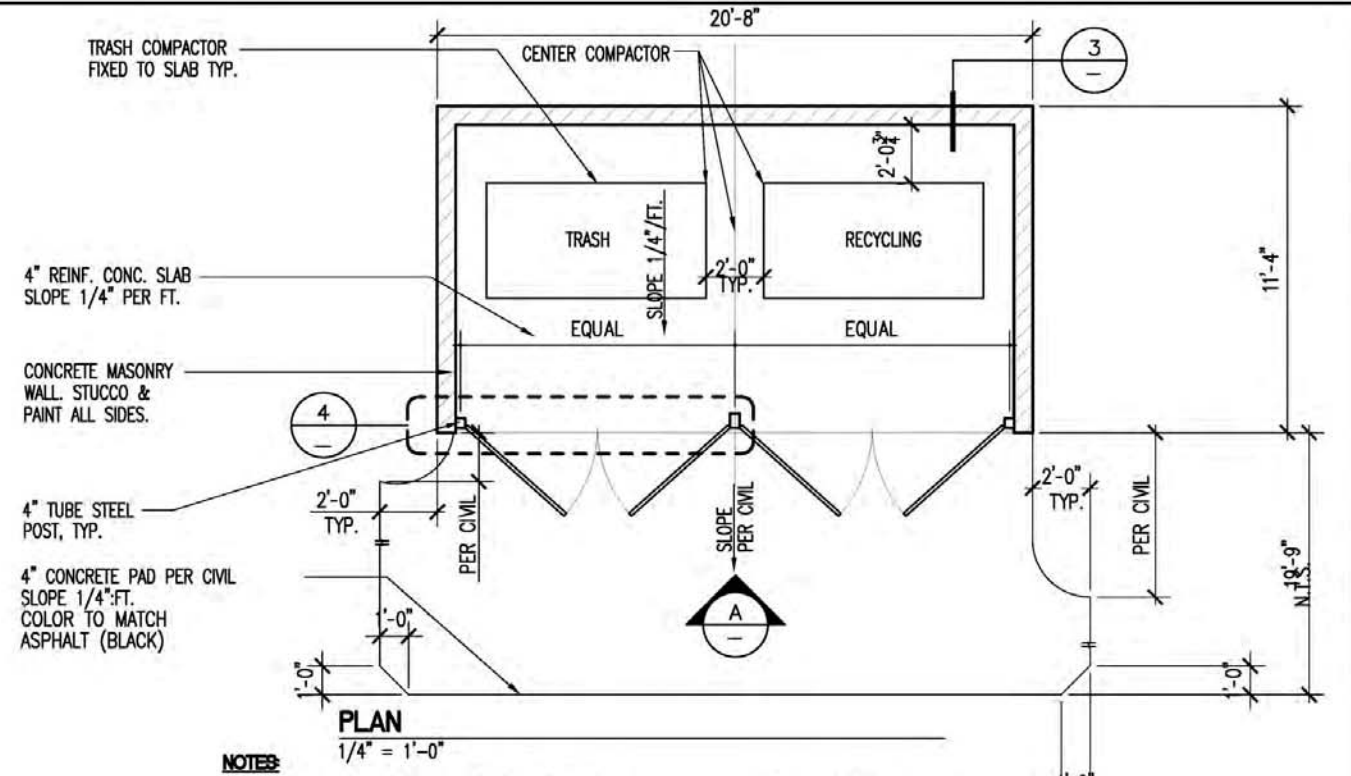 20'-8"
TRASH COMPACTOR
FIXED TO SLAB TYP.
CENTER COMPACTOR
3
–
2'-0¾"
TRASH
SLOPE 1/4"/FT.
RECYCLING
2'-0"
TYP.
11'-4"
4" REINF. CONC. SLAB
SLOPE 1/4" PER FT.
EQUAL
EQUAL
CONCRETE MASONRY
WALL. STUCCO &
PAINT ALL SIDES.
4
–
4" TUBE STEEL
POST, TYP.
2'-0"
TYP.
PER CIVIL
SLOPE
PER CIVIL
2'-0"
TYP.
PER CIVIL
19'-9"
N.T.S.
4" CONCRETE PAD PER CIVIL
SLOPE 1/4":FT.
COLOR TO MATCH
ASPHALT (BLACK)
1'-0"
1'-0"
A
–
1'-0"
PLAN
1/4" = 1'-0"
NOTES: